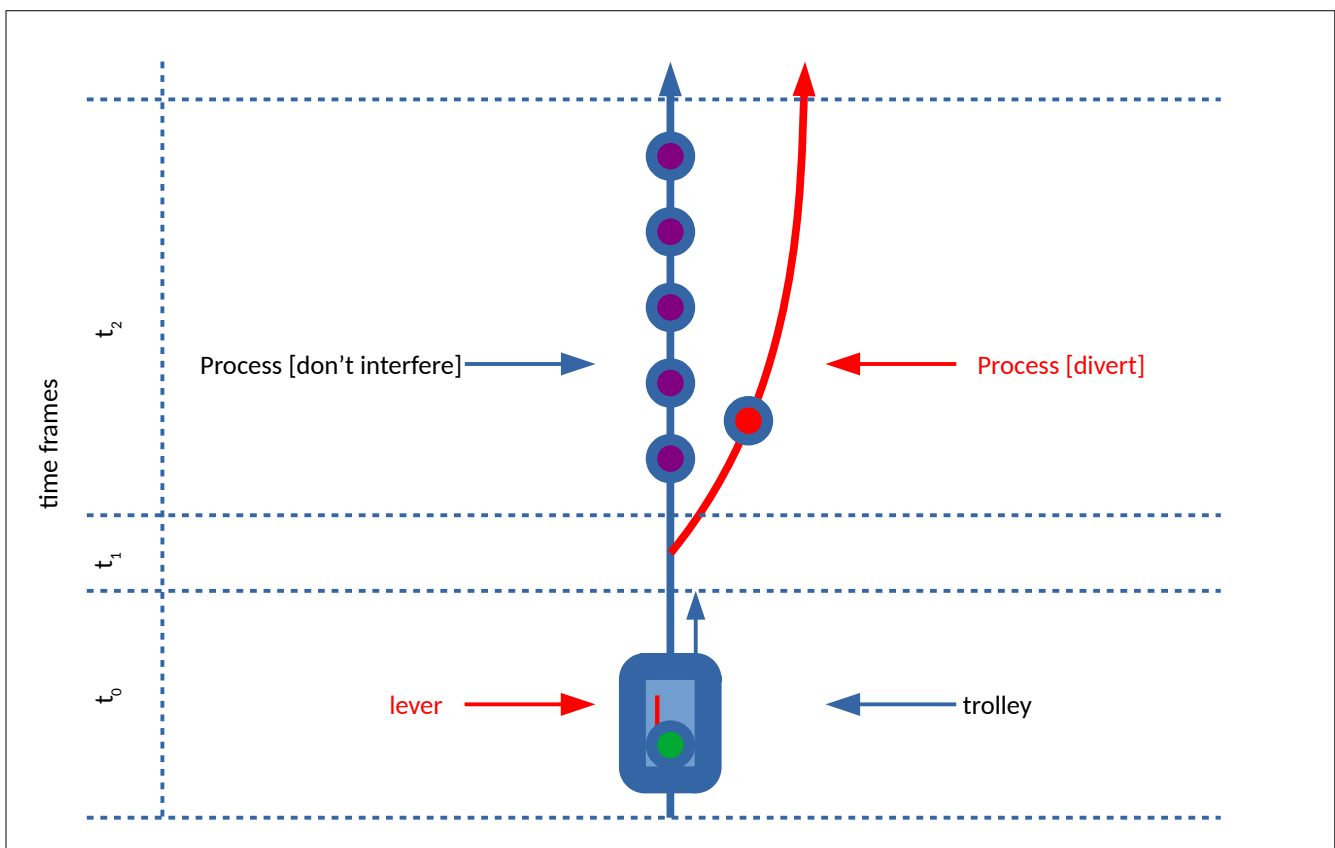 t₂
Process [don’t interfere]
Process [divert]
time frames
t₁
t₀
lever
trolley